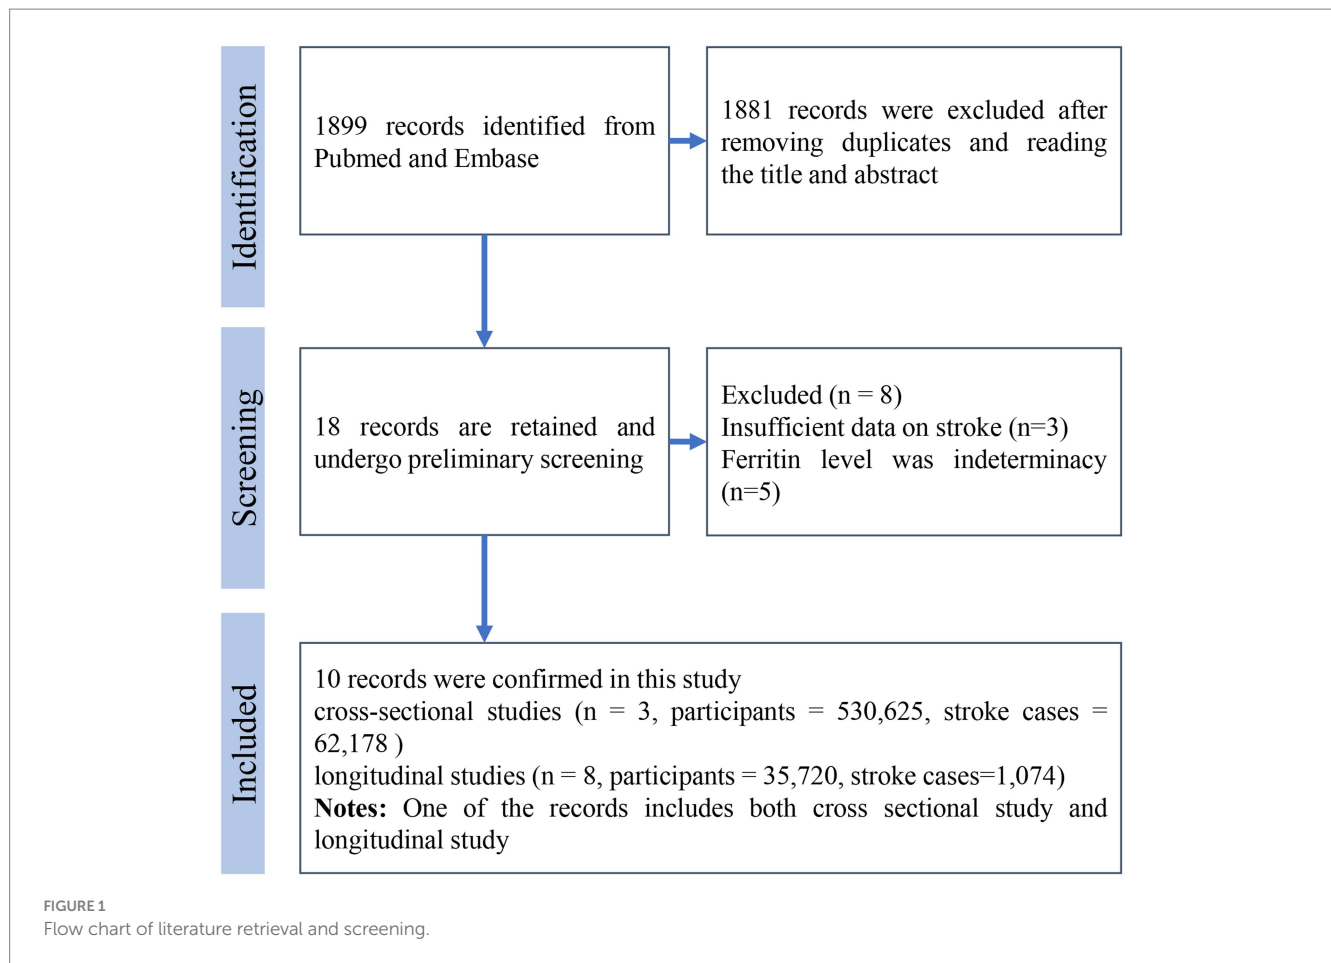 Identification
1899 records identified from
Pubmed and Embase
1881 records were excluded after
removing duplicates and reading
the title and abstract
Screening
18 records are retained and
undergo preliminary screening
Excluded (n = 8)
Insufficient data on stroke (n=3)
Ferritin level was indeterminacy
(n=5)
Included
10 records were confirmed in this study
cross-sectional studies (n = 3, participants = 530,625, stroke cases =
62,178 )
longitudinal studies (n = 8, participants = 35,720, stroke cases=1,074)
Notes: One of the records includes both cross sectional study and
longitudinal study
FIGURE 1
Flow chart of literature retrieval and screening.